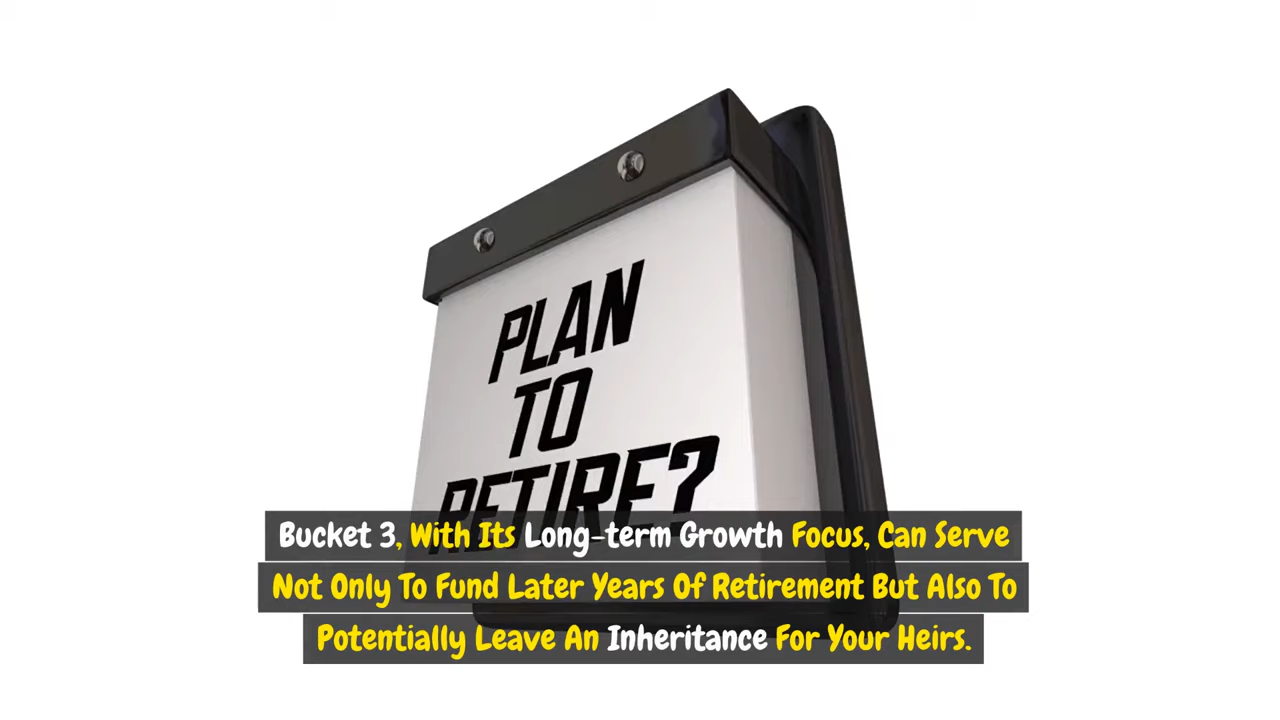 PLAN
TO
RETIRE?
Bucket 3, With Its Long-term Growth Focus, Can Serve
Not Only To Fund Later Years Of Retirement But Also To
Potentially Leave An Inheritance For Your Heirs.